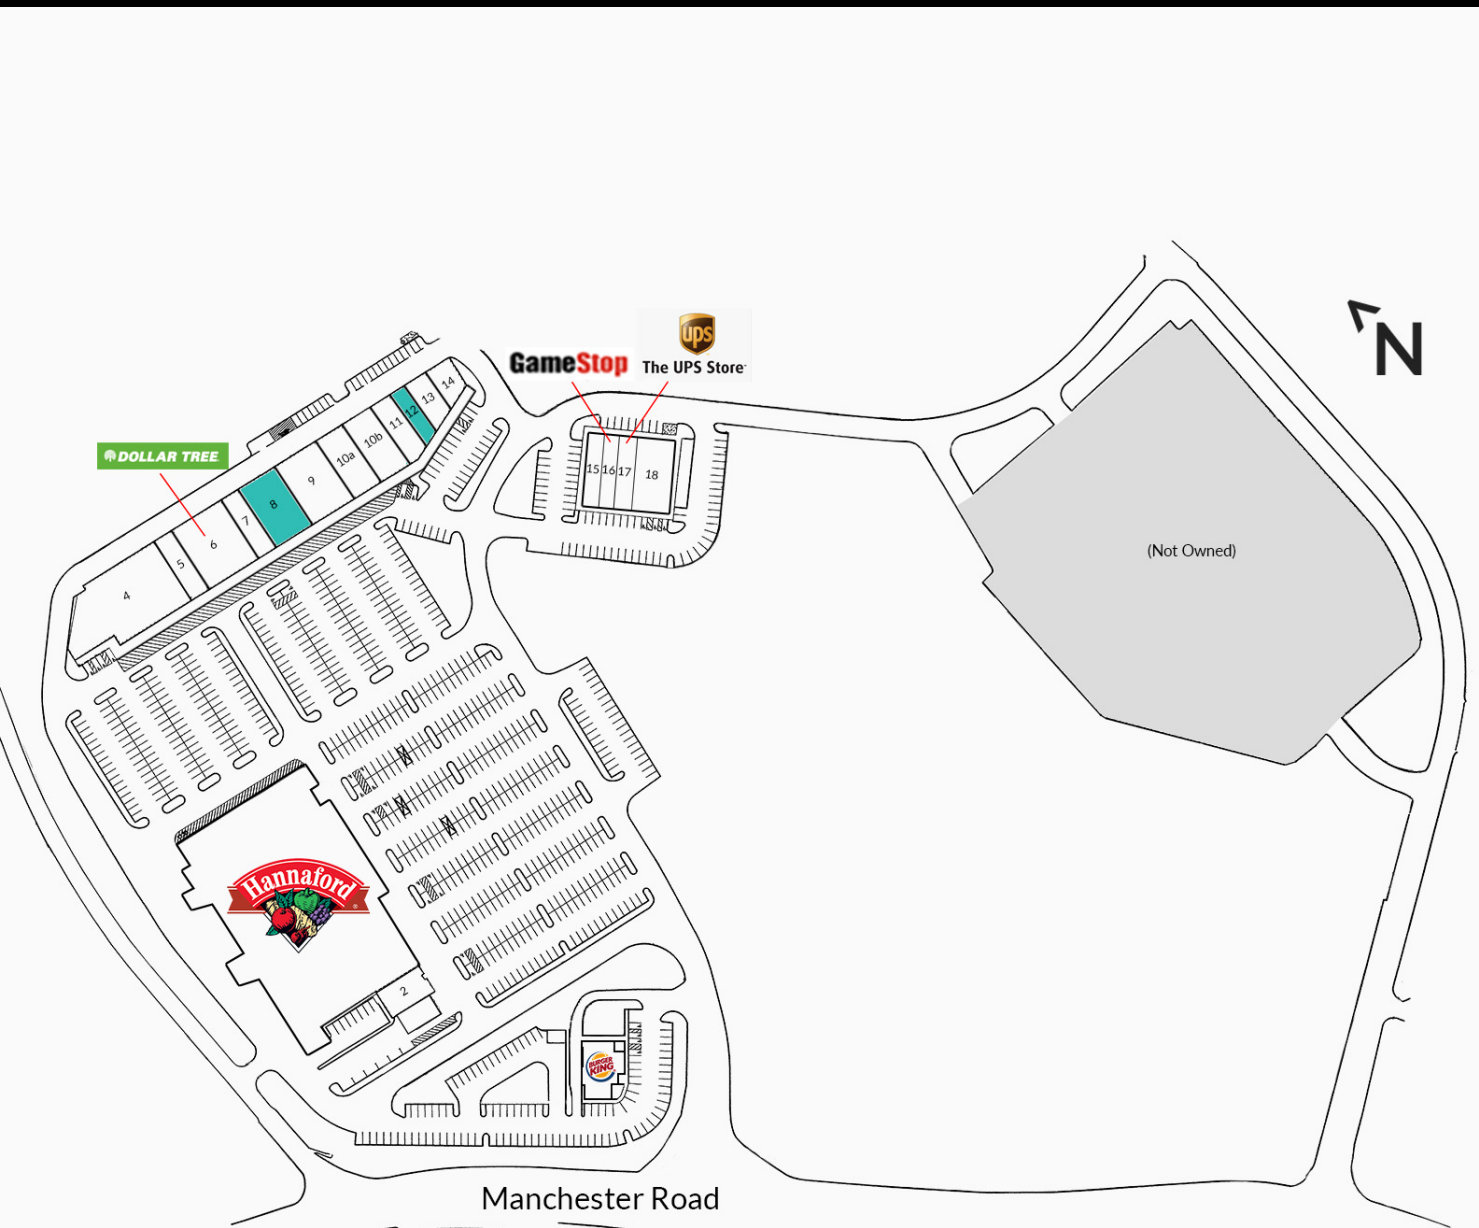 N
ups
GameStop
The UPS Store
DOLLAR TREE
14
13
12
11
10b
10a
9
8
7
6
5
4
15
16
17
18
(Not Owned)
Hannaford
®
2
BURGER
KING
Manchester Road